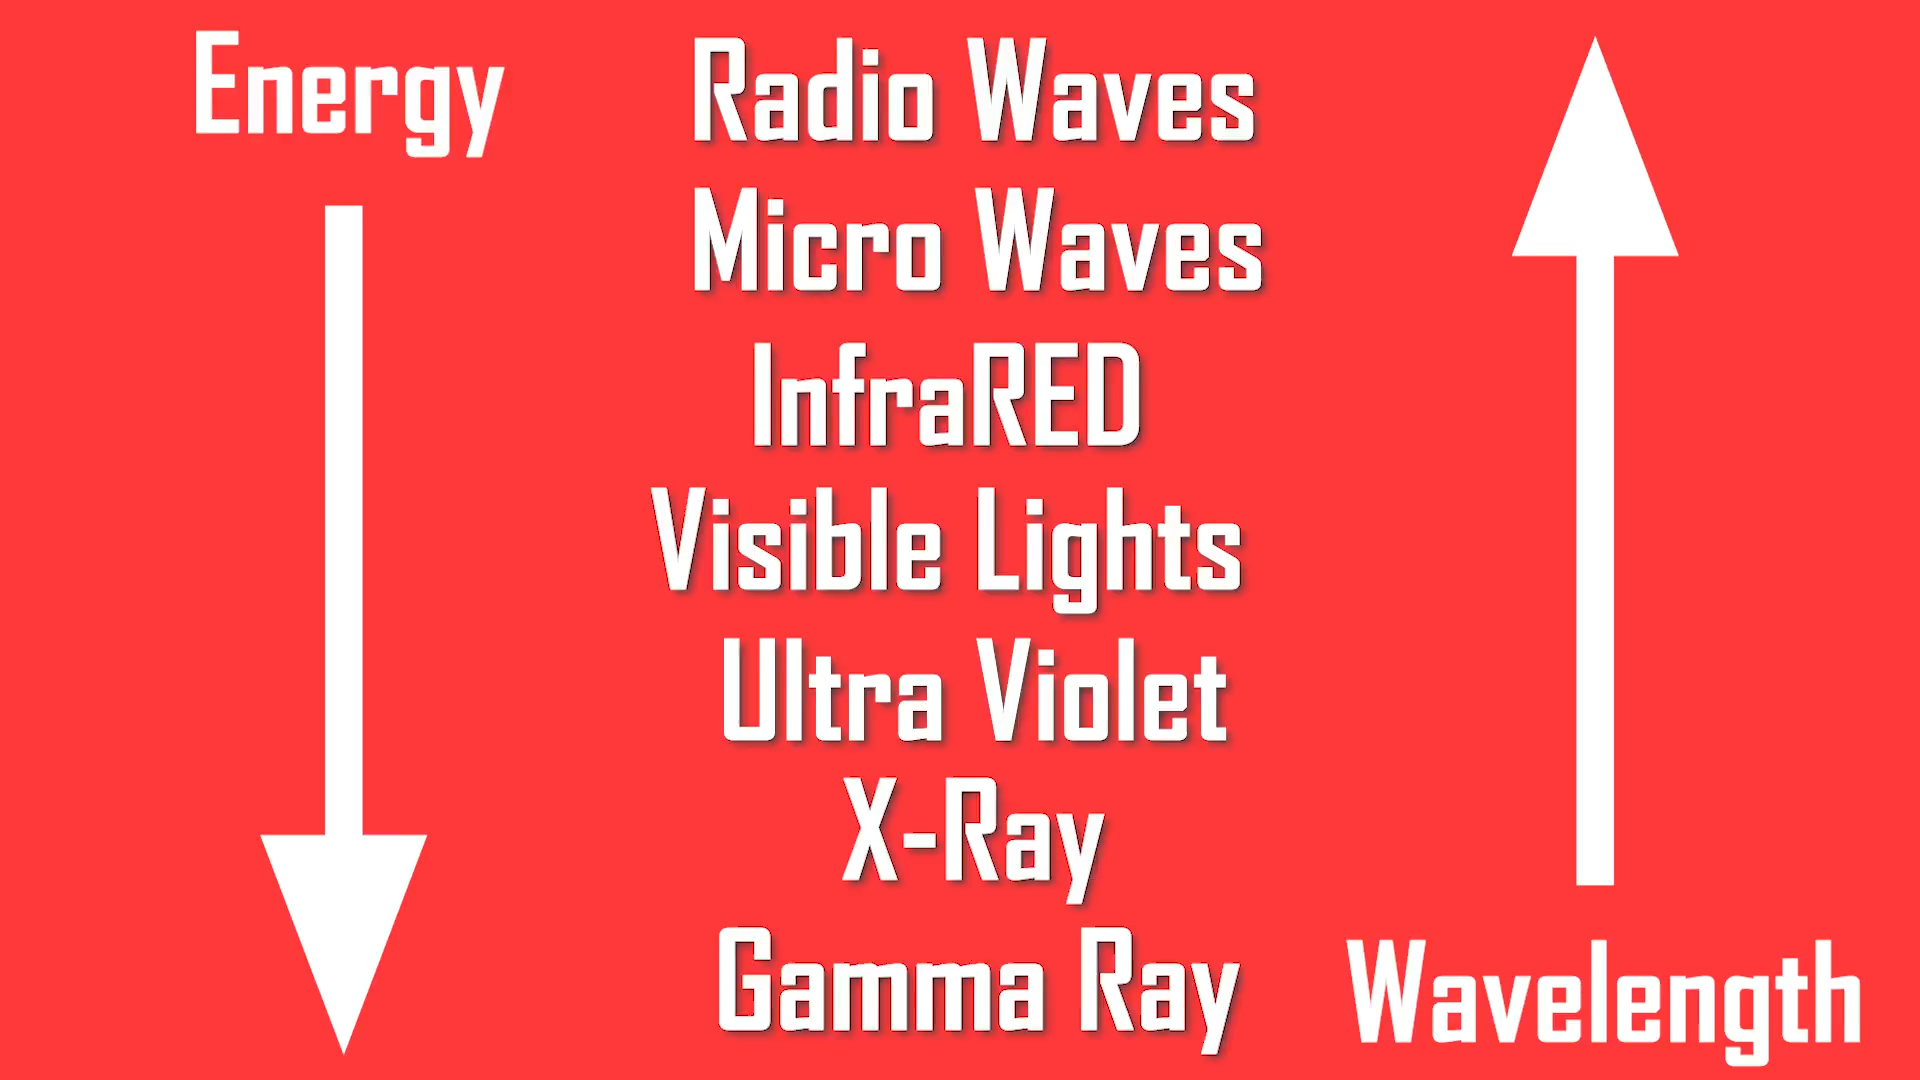 Energy
Radio Waves
Micro Waves
InfraRED
Visible Lights
Ultra Violet
X-Ray
Gamma Ray
Wavelength